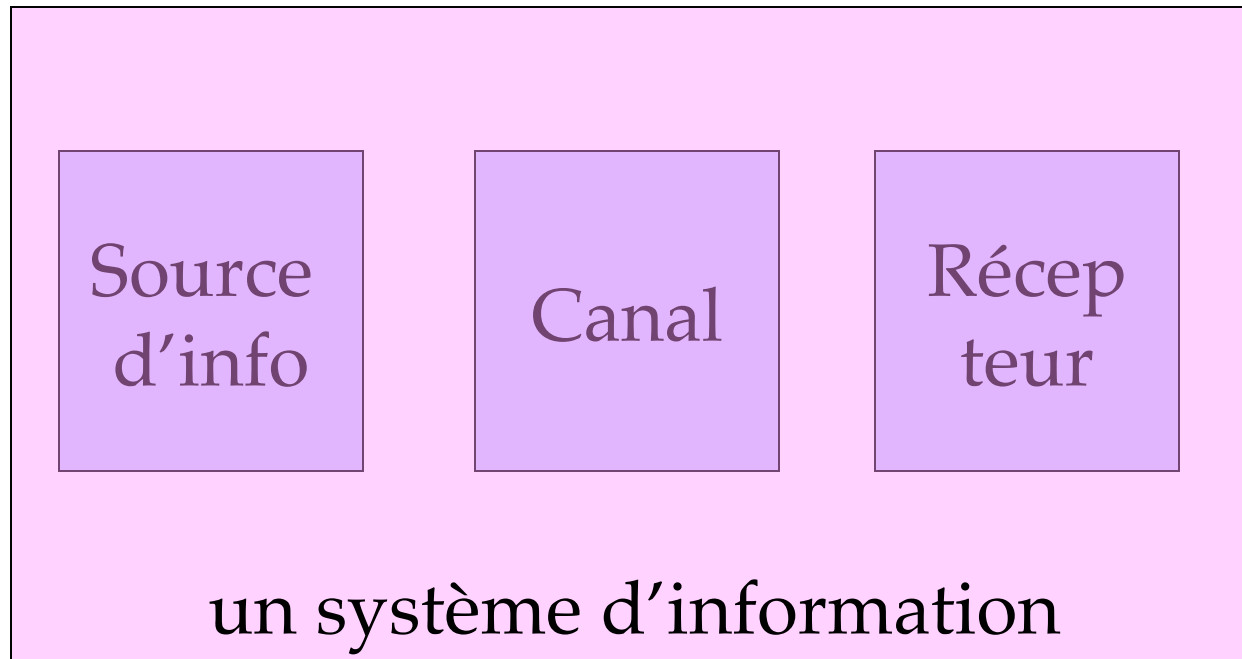 Source
d’info
Canal
Récep
teur
un système d’information